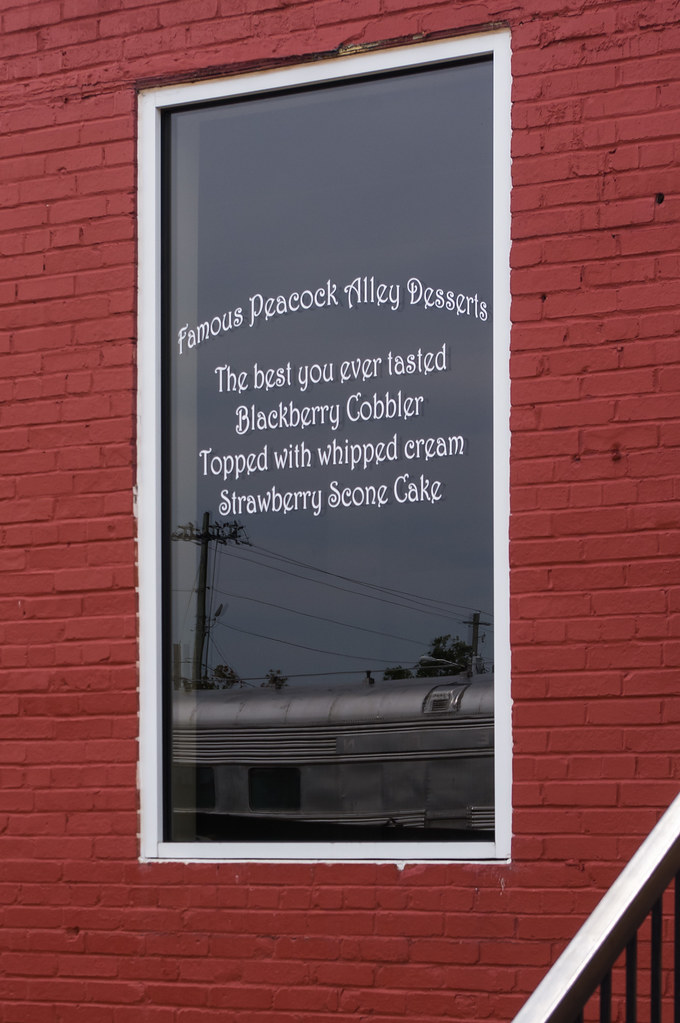 Famous Peacock Alley Desserts
The best you ever tasted
Blackberry Cobbler
Topped with whipped cream
Strawberry Scone Cake